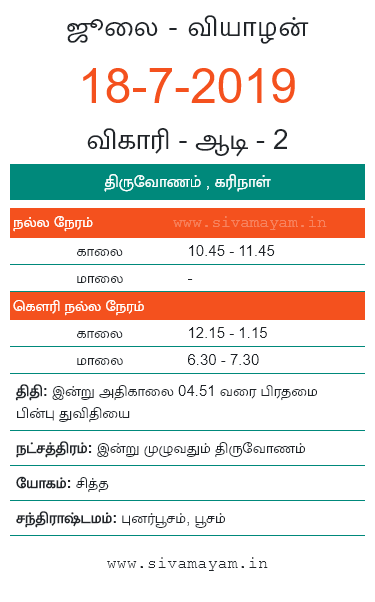 ஜூலை - வியாழன்
18-7-2019
விகாரி - ஆடி - 2
திருவோணம் , கரிநாள்
நல்ல நேரம் www.sivamayam.in
காலை 10.45 - 11.45
மாலை -
கௌரி நல்ல நேரம்
காலை 12.15 - 1.15
மாலை 6.30 - 7.30
திதி: இன்று அதிகாலை 04.51 வரை பிரதமை
பின்பு துவிதியை
நட்சத்திரம்: இன்று முழுவதும் திருவோணம்
யோகம்: சித்த
சந்திராஷ்டமம்: புனர்பூசம், பூசம்
www.sivamayam.in